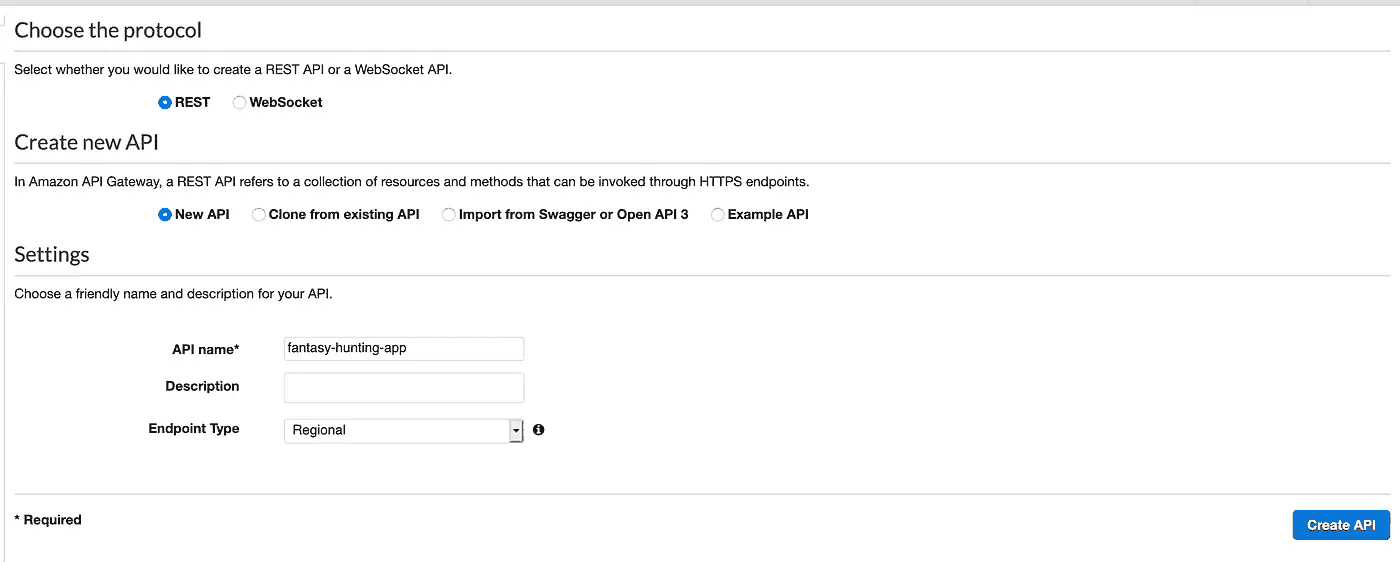 Choose the protocol
Select whether you would like to create a REST API or a WebSocket API.
REST WebSocket
Create new API
In Amazon API Gateway, a REST API refers to a collection of resources and methods that can be invoked through HTTPS endpoints.
New API Clone from existing API Import from Swagger or Open API 3 Example API
Settings
Choose a friendly name and description for your API.
API name* fantasy-hunting-app
Description
Endpoint Type Regional
* Required Create API